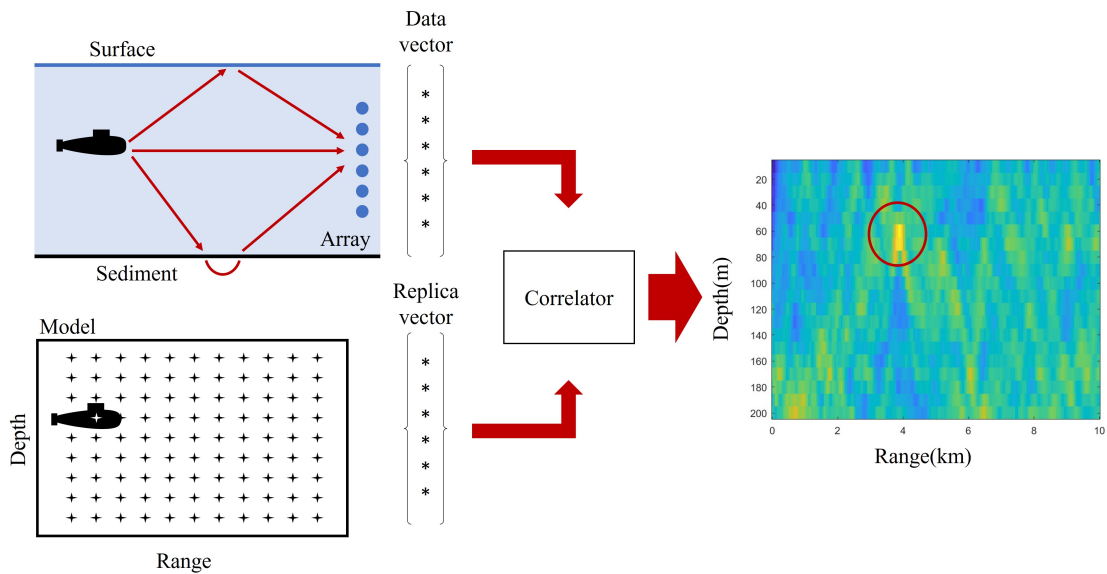 Data
vector
Surface
*
*
*
*
*
*
Array
Sediment
Replica
vector
Model
*
*
*
*
*
*
Depth
Range
Correlator
Depth(m)
20
40
60
80
100
120
140
160
180
200
0 2 4 6 8 10
Range(km)